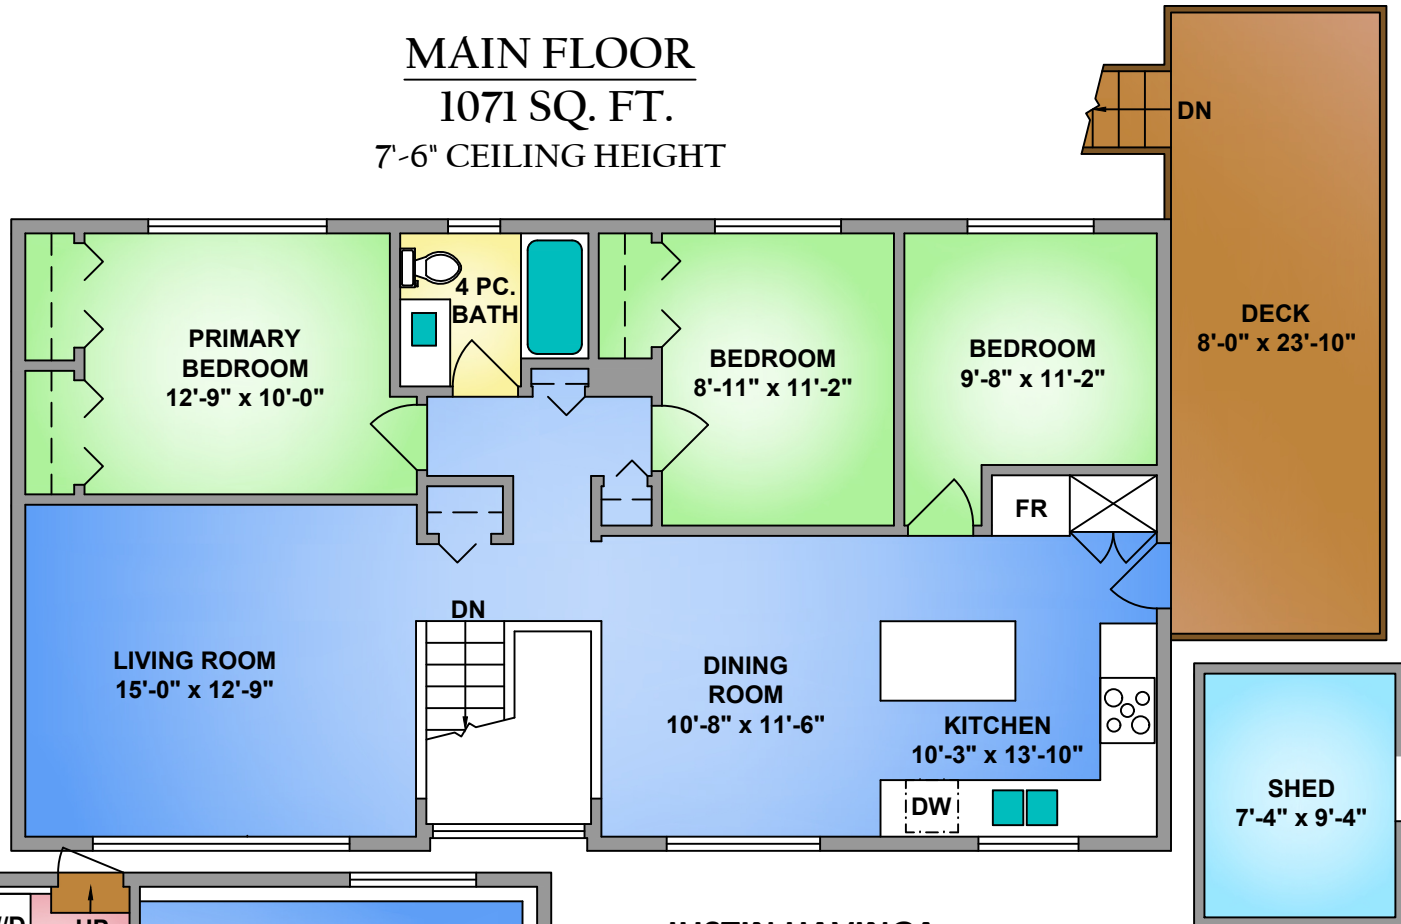 MAIN FLOOR
1071 SQ. FT.
7'-6" CEILING HEIGHT
DN
DECK
8'-0" x 23'-10"
PRIMARY
BEDROOM
12'-9" x 10'-0"
4 PC.
BATH
BEDROOM
8'-11" x 11'-2"
BEDROOM
9'-8" x 11'-2"
FR
DN
LIVING ROOM
15'-0" x 12'-9"
DINING
ROOM
10'-8" x 11'-6"
KITCHEN
10'-3" x 13'-10"
DW
SHED
7'-4" x 9'-4"